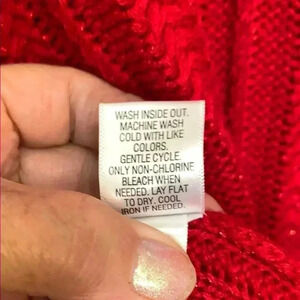 WASH INSIDE OUT.
MACHINE WASH
COLD WITH LIKE
COLORS.
GENTLE CYCLE.
ONLY NON-CHLORINE
BLEACH WHEN
NEEDED. LAY FLAT
TO DRY. COOL
IRON IF NEEDED.